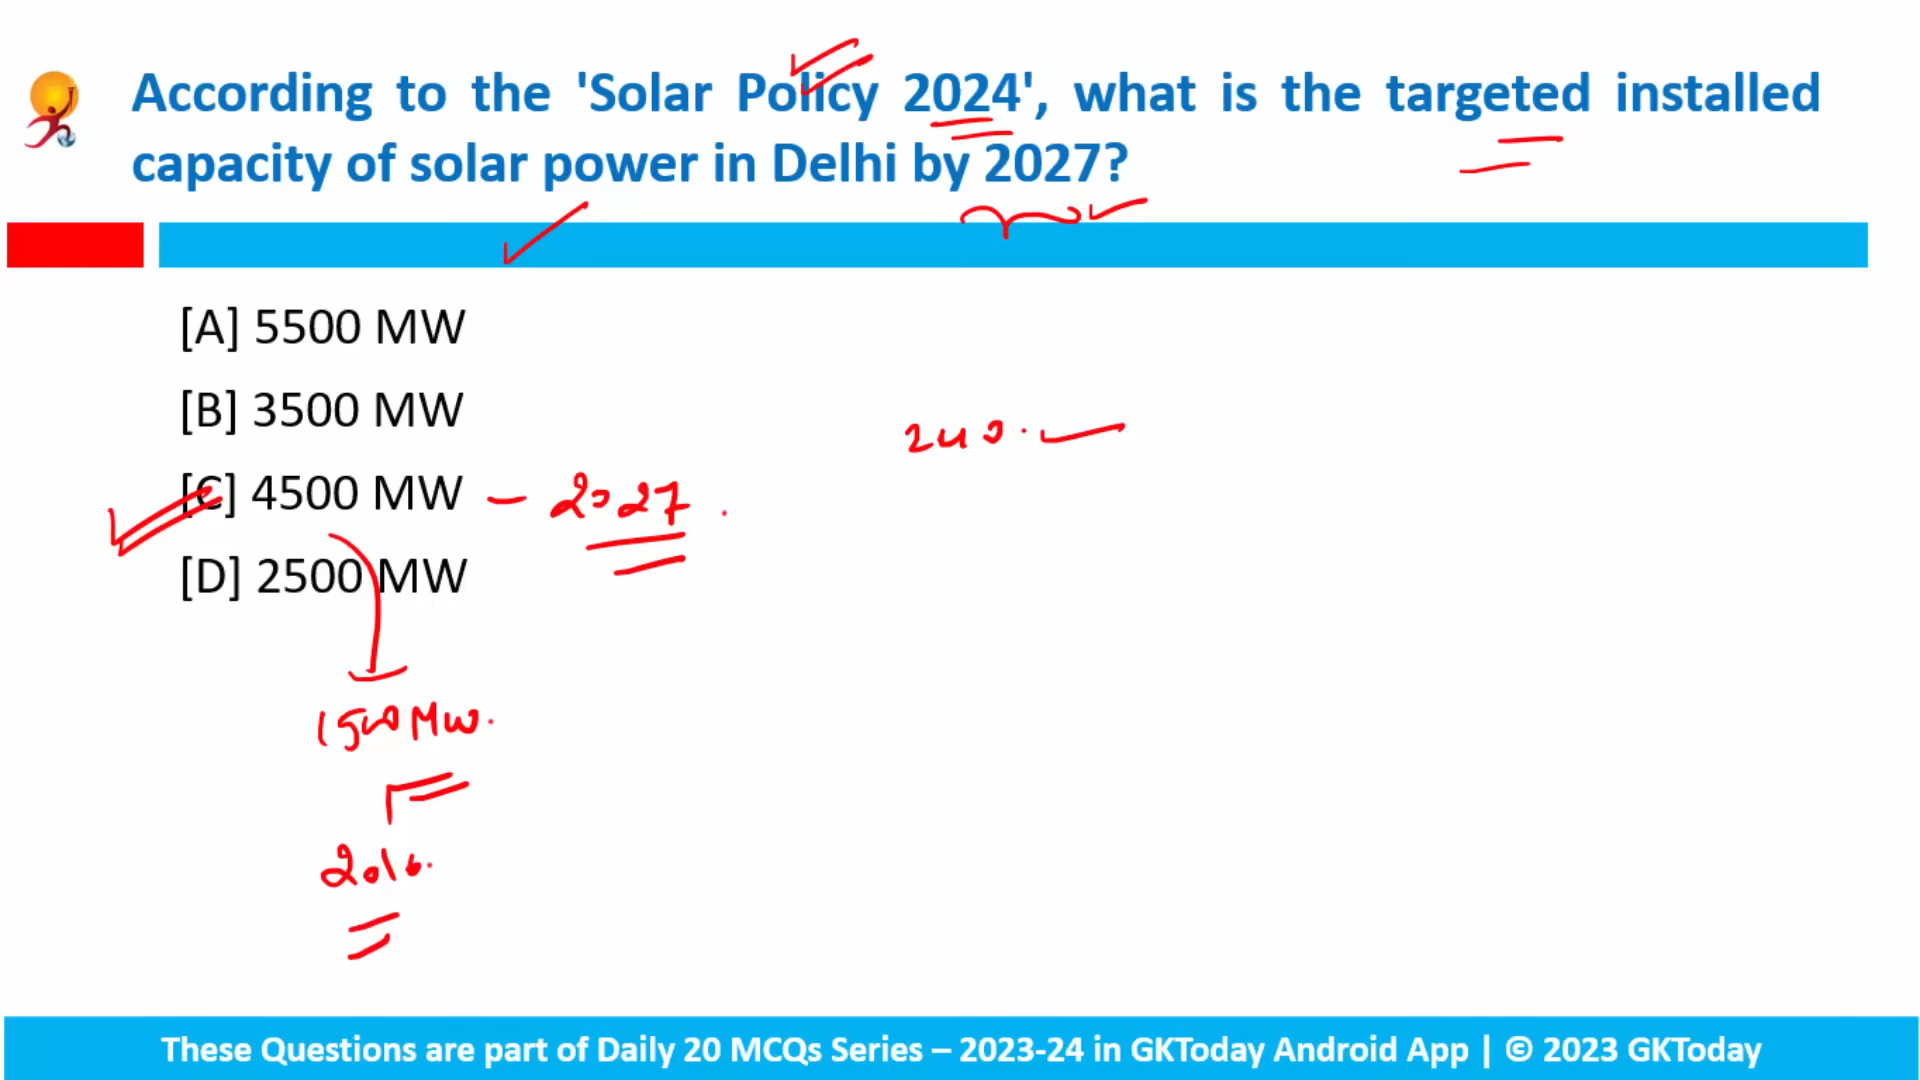 According to the 'Solar Policy 2024', what is the targeted installed
capacity of solar power in Delhi by 2027?
[A] 5500 MW
[B] 3500 MW
240.
[C] 4500 MW – 2027.
[D] 2500 MW
1500 MW.
2016.
These Questions are part of Daily 20 MCQs Series – 2023-24 in GKToday Android App | © 2023 GKToday